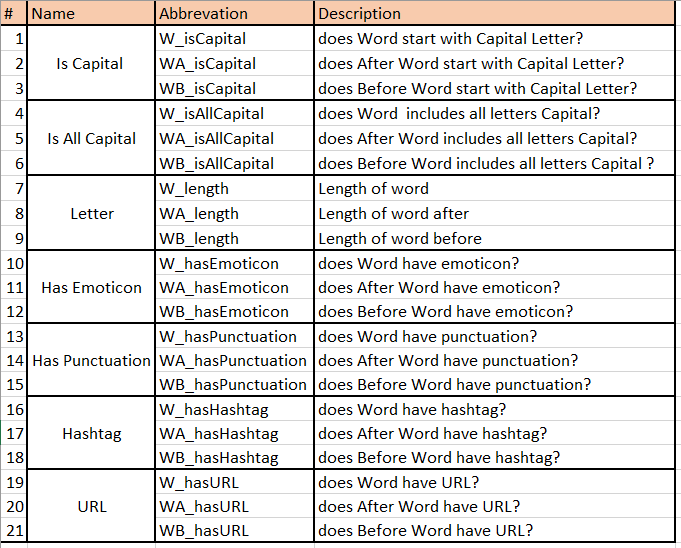 # Name Abbrevation Description
1 W_isCapital does Word start with Capital Letter?
2 Is Capital WA_isCapital does After Word start with Capital Letter?
3 WB_isCapital does Before Word start with Capital Letter?
4 W_isAllCapital does Word includes all letters Capital?
5 Is All Capital WA_isAllCapital does After Word includes all letters Capital?
6 WB_isAllCapital does Before Word includes all letters Capital ?
7 W_length Length of word
8 Letter WA_length Length of word after
9 WB_length Length of word before
10 W_hasEmoticon does Word have emoticon?
11 Has Emoticon WA_hasEmoticon does After Word have emoticon?
12 WB_hasEmoticon does Before Word have emoticon?
13 W_hasPunctuation does Word have punctuation?
14 Has Punctuation WA_hasPunctuation does After Word have punctuation?
15 WB_hasPunctuation does Before Word have punctuation?
16 W_hasHashtag does Word have hashtag?
17 Hashtag WA_hasHashtag does After Word have hashtag?
18 WB_hasHashtag does Before Word have hashtag?
19 W_hasURL does Word have URL?
20 URL WA_hasURL does After Word have URL?
21 WB_hasURL does Before Word have URL?